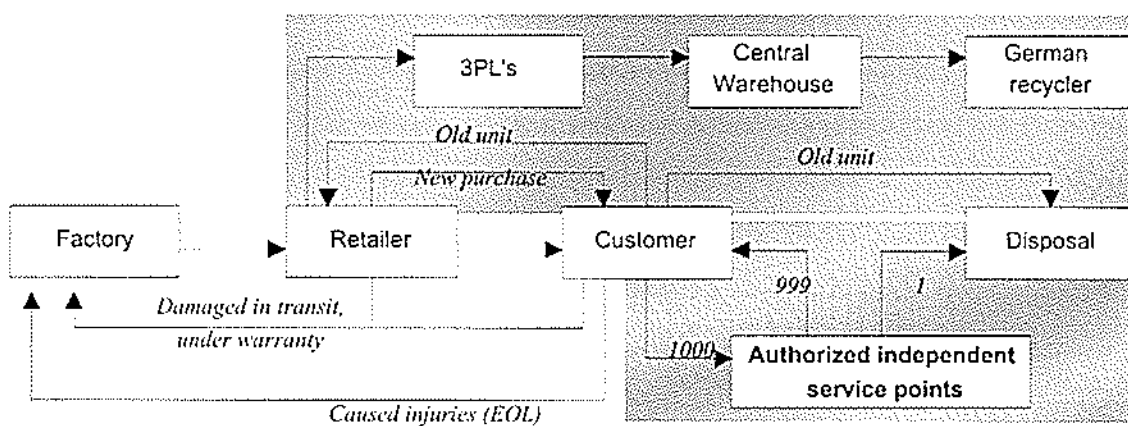 3PL's
Central
Warehouse
German
recycler
Old unit
Old unit
New purchase
Factory
Retailer
Customer
Disposal
Damaged in transit,
under warranty
999
1
1000
Authorized independent
service points
Caused injuries (EOL)